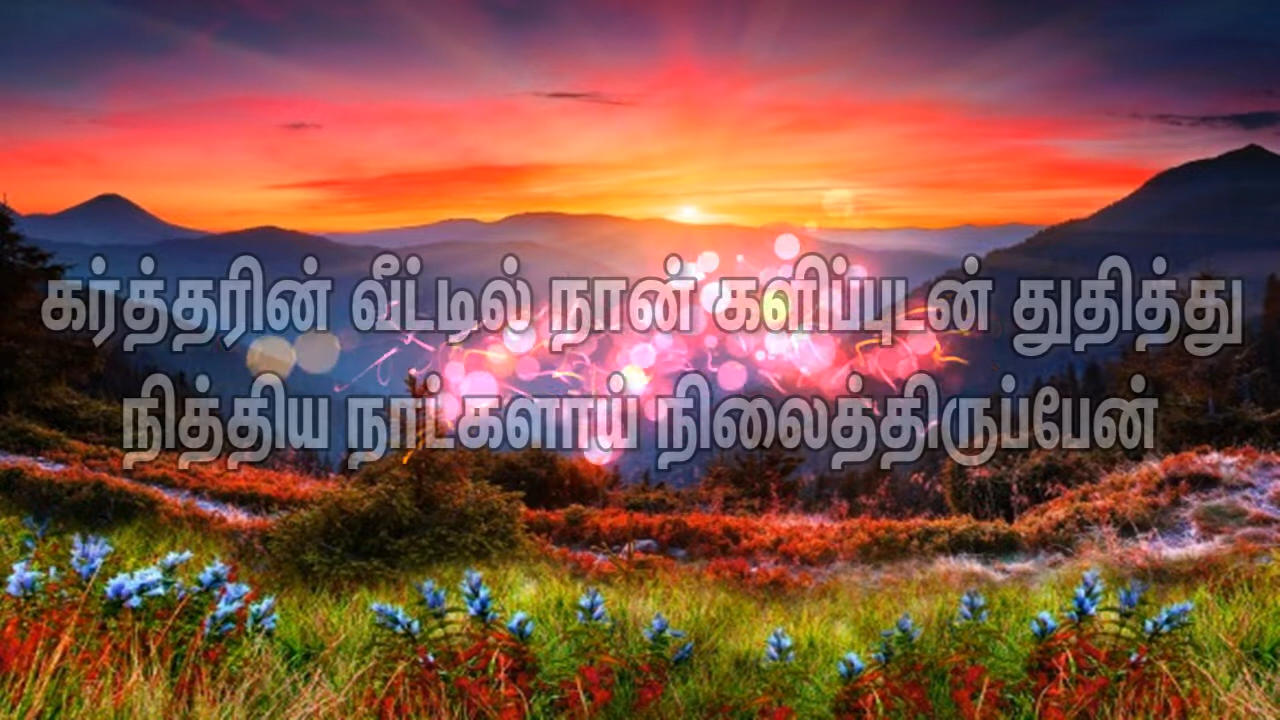 கர்த்தரின் வீட்டில் நான் களிப்புடன் துதித்து
நித்திய நாட்களாய் நிலைத்திருப்பேன்